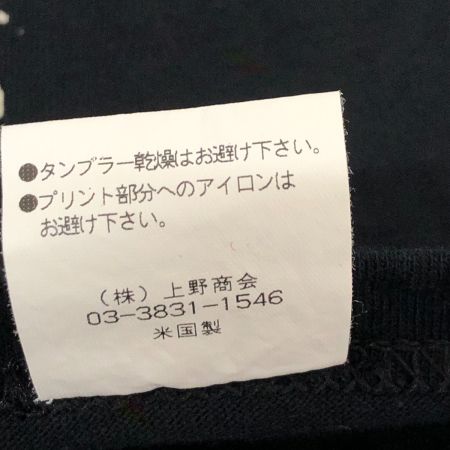 ●タンブラー乾燥はお避け下さい。
●プリント部分へのアイロンは
お避け下さい。
(株)上野商会
03-3831-1546
米国製